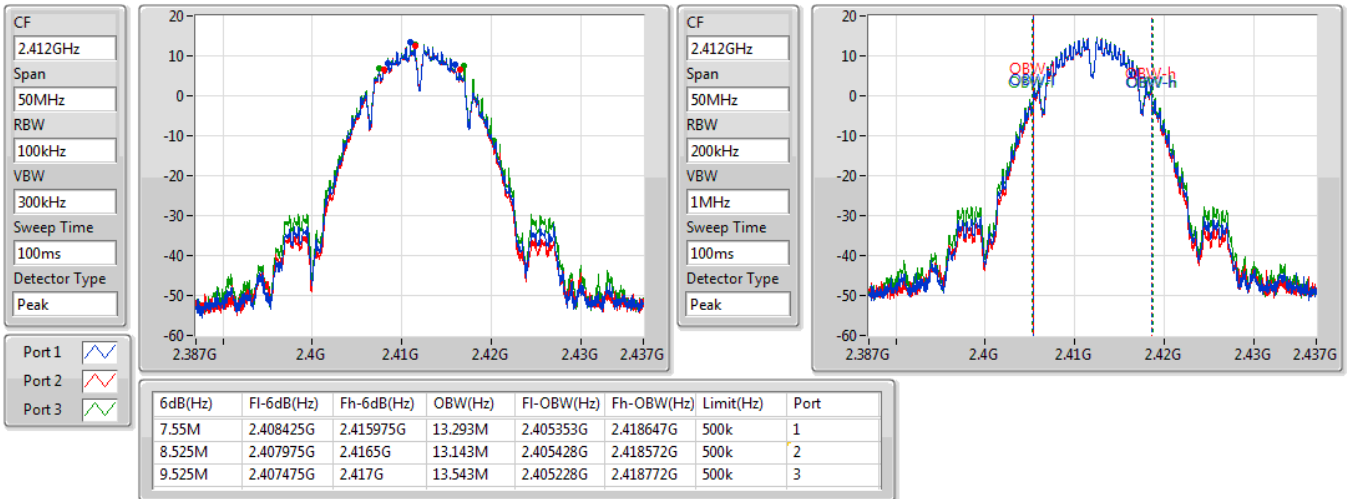 CF
2.412GHz
Span
50MHz
RBW
100kHz
VBW
300kHz
Sweep Time
100ms
Detector Type
Peak
20
10
0
-10
-20
-30
-40
-50
-60
2.387G 2.4G 2.41G 2.42G 2.43G 2.437G
CF
2.412GHz
Span
50MHz
RBW
200kHz
VBW
1MHz
Sweep Time
100ms
Detector Type
Peak
20
10
0
-10
-20
-30
-40
-50
-60
OBW-h
OBW-h
2.387G 2.4G 2.41G 2.42G 2.43G 2.437G
Port 1
Port 2
Port 3
6dB(Hz) Fl-6dB(Hz) Fh-6dB(Hz) OBW(Hz) Fl-OBW(Hz) Fh-OBW(Hz) Limit(Hz) Port
7.55M 2.408425G 2.415975G 13.293M 2.405353G 2.418647G 500k 1
8.525M 2.407975G 2.4165G 13.143M 2.405428G 2.418572G 500k 2
9.525M 2.407475G 2.417G 13.543M 2.405228G 2.418772G 500k 3